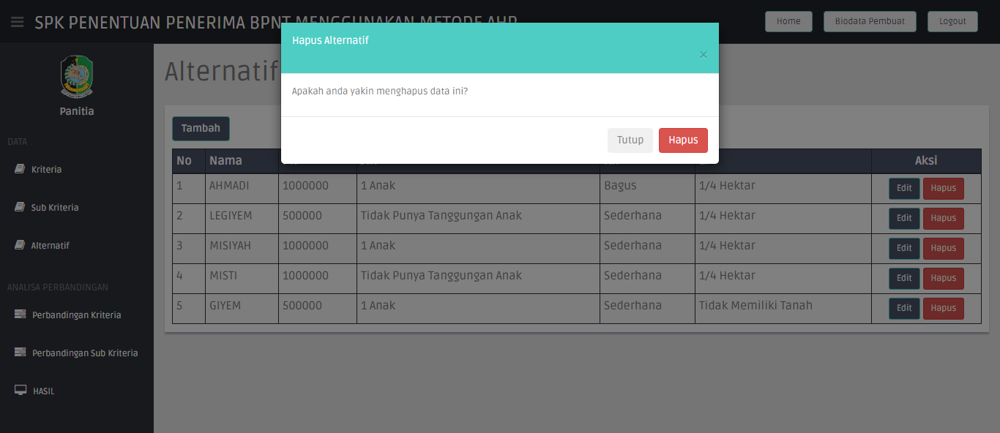 SPK PENENTUAN PENERIMA BPNT MENGGUNAKAN METODE AHP
Home
Biodata Pembuat
Logout
Panitia
DATA
Kriteria
Sub Kriteria
Alternatif
ANALISA PERBANDINGAN
Perbandingan Kriteria
Perbandingan Sub Kriteria
HASIL
Alternatif
Hapus Alternatif
×
Apakah anda yakin menghapus data ini?
Tutup
Hapus
Tambah
No Nama Aksi
1 AHMADI 1000000 1 Anak Bagus 1/4 Hektar Edit Hapus
2 LEGIYEM 500000 Tidak Punya Tanggungan Anak Sederhana 1/4 Hektar Edit Hapus
3 MISIYAH 1000000 1 Anak Sederhana 1/4 Hektar Edit Hapus
4 MISTI 1000000 Tidak Punya Tanggungan Anak Sederhana 1/4 Hektar Edit Hapus
5 GIYEM 500000 1 Anak Sederhana Tidak Memiliki Tanah Edit Hapus